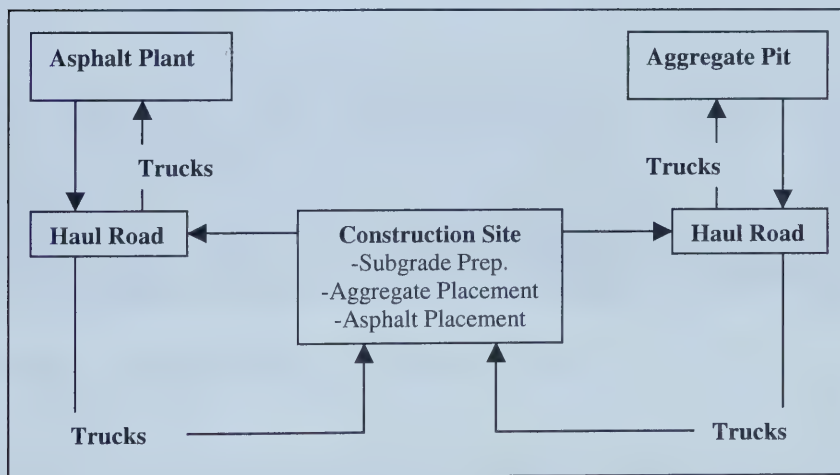 Asphalt Plant
Aggregate Pit
Trucks
Trucks
Haul Road
Construction Site
-Subgrade Prep.
-Aggregate Placement
-Asphalt Placement
Haul Road
Trucks
Trucks